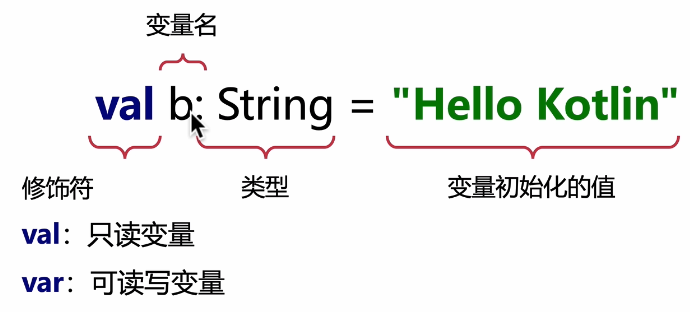 变量名
val b: String = "Hello Kotlin"
修饰符 类型 变量初始化的值
val：只读变量
var：可读写变量